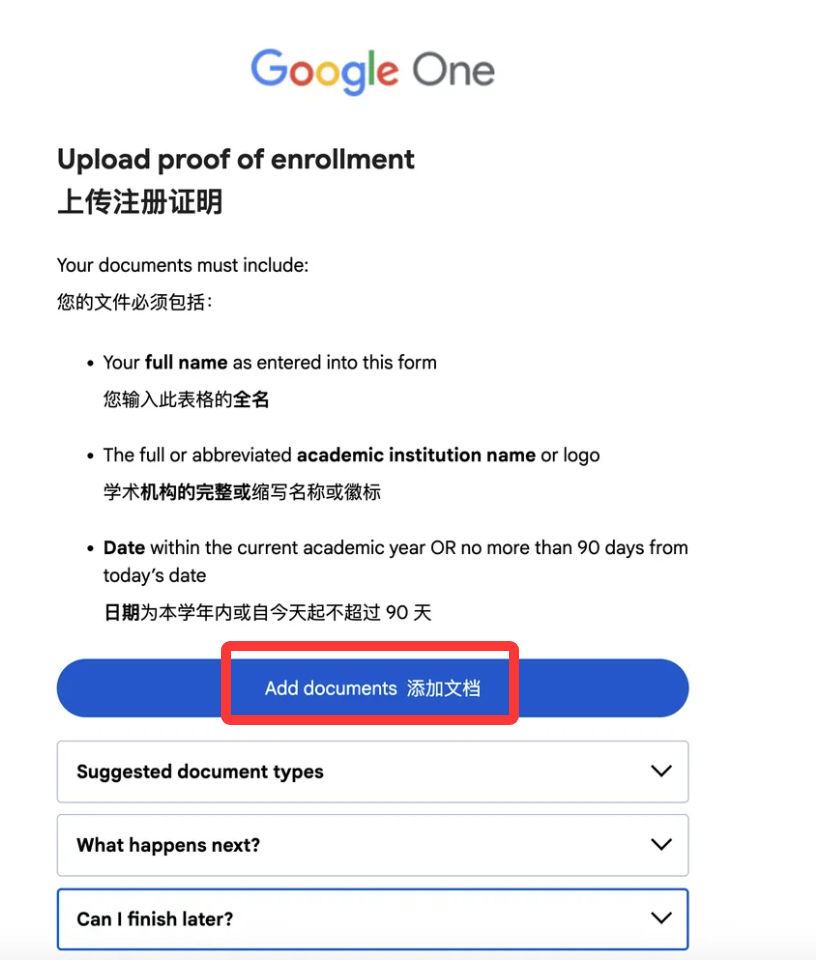 Google One
Upload proof of enrollment
上传注册证明
Your documents must include:
您的文件必须包括：
• Your full name as entered into this form
您输入此表格的全名
• The full or abbreviated academic institution name or logo
学术机构的完整或缩写名称或徽标
• Date within the current academic year OR no more than 90 days from
today’s date
日期为本学年内或自今天起不超过 90 天
Add documents 添加文档
Suggested document types
What happens next?
Can I finish later?